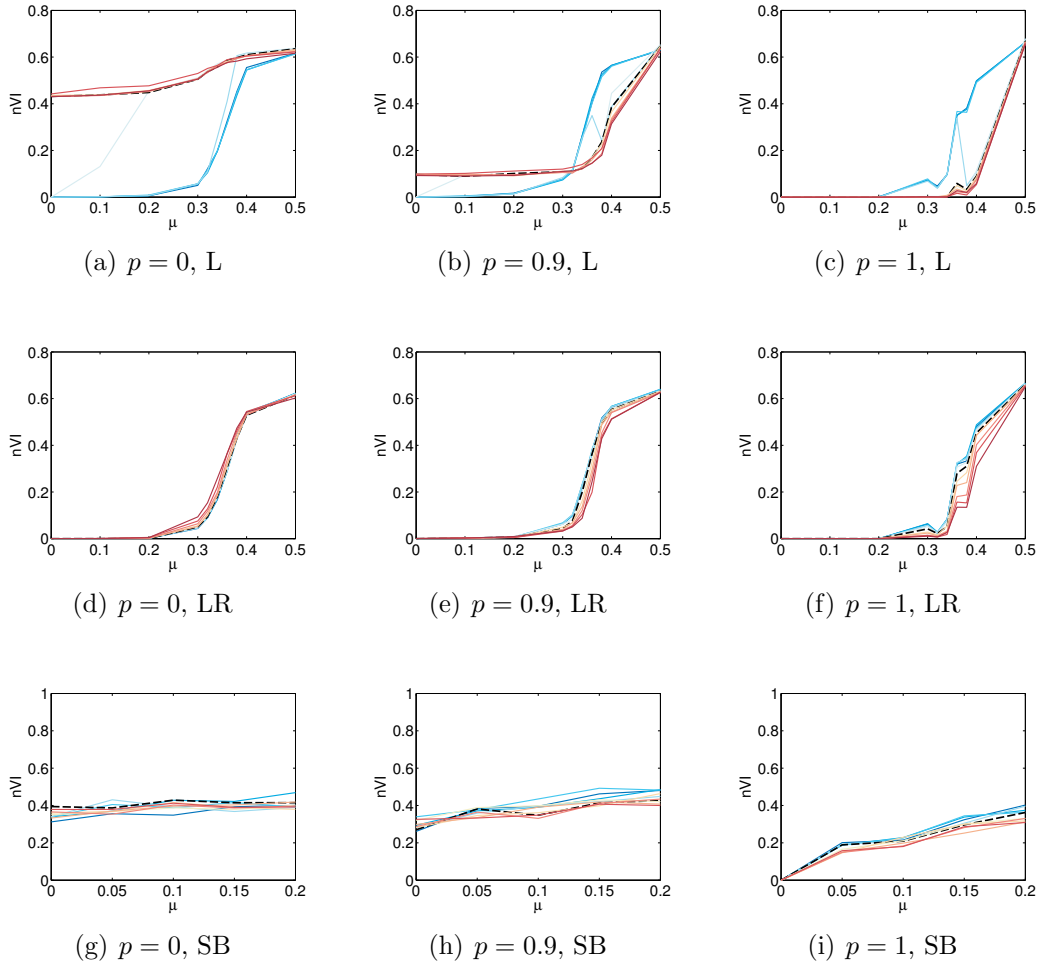 0.8
0.6
nVI
0.4
0.2
0
0 0.1 0.2 0.3 0.4 0.5
μ
(a) p = 0, L
0.8
0.6
nVI
0.4
0.2
0
0 0.1 0.2 0.3 0.4 0.5
μ
(b) p = 0.9, L
0.8
0.6
nVI
0.4
0.2
0
0 0.1 0.2 0.3 0.4 0.5
μ
(c) p = 1, L
0.8
0.6
nVI
0.4
0.2
0
0 0.1 0.2 0.3 0.4 0.5
μ
(d) p = 0, LR
0.8
0.6
nVI
0.4
0.2
0
0 0.1 0.2 0.3 0.4 0.5
μ
(e) p = 0.9, LR
0.8
0.6
nVI
0.4
0.2
0
0 0.1 0.2 0.3 0.4 0.5
μ
(f) p = 1, LR
1
0.8
0.6
nVI
0.4
0.2
0
0 0.05 0.1 0.15 0.2
μ
(g) p = 0, SB
1
0.8
0.6
nVI
0.4
0.2
0
0 0.05 0.1 0.15 0.2
μ
(h) p = 0.9, SB
1
0.8
0.6
nVI
0.4
0.2
0
0 0.05 0.1 0.15 0.2
μ
(i) p = 1, SB